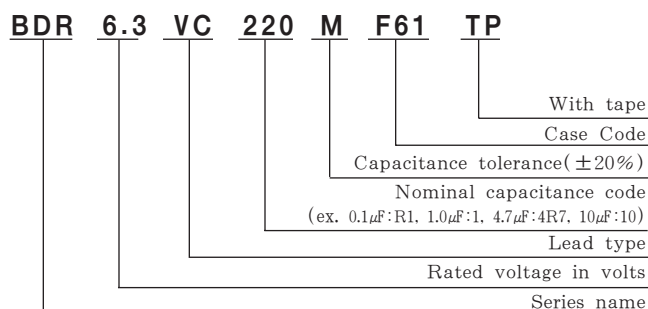 BDR 6.3 VC 220 M F61 TP
With tape
Case Code
Capacitance tolerance(±20%)
Nominal capacitance code
(ex. 0.1μF:R1, 1.0μF:1, 4.7μF:4R7, 10μF:10)
Lead type
Rated voltage in volts
Series name